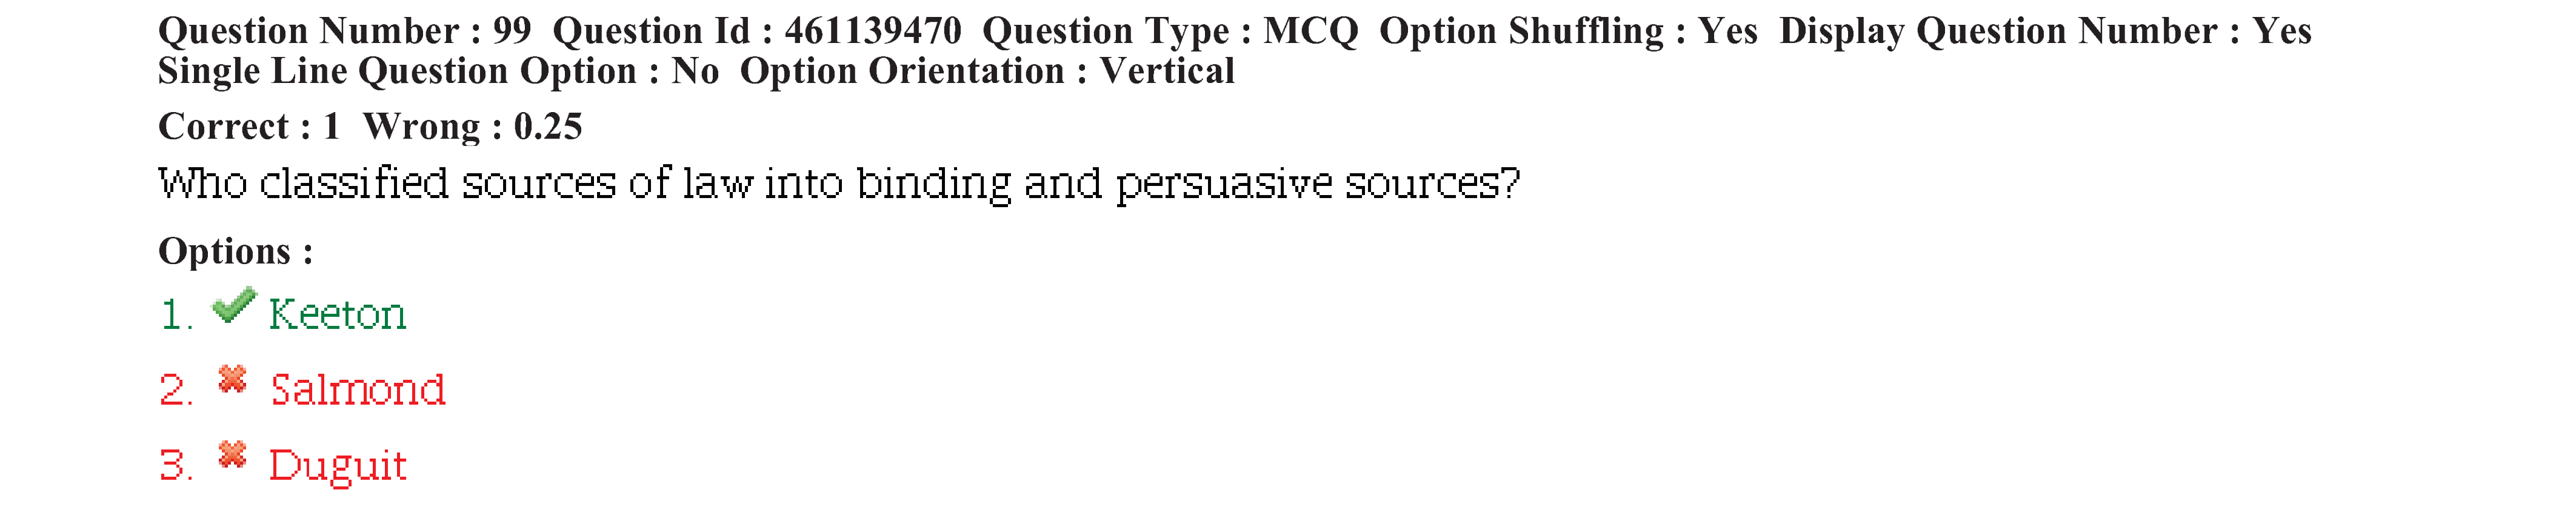 Question Number : 99 Question Id : 461139470 Question Type : MCQ Option Shuffling : Yes Display Question Number : Yes
Single Line Question Option : No Option Orientation : Vertical
Correct : 1 Wrong : 0.25
Who classified sources of law into binding and persuasive sources?
Options :
1. Keeton
2. Salmond
3. Duguit